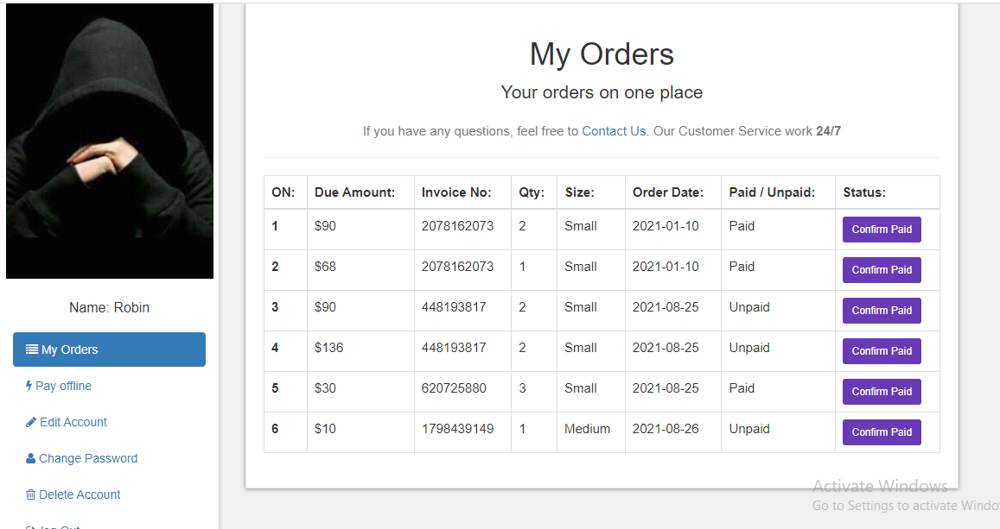 My Orders
Your orders on one place
If you have any questions, feel free to Contact Us. Our Customer Service work 24/7
ON: Due Amount: Invoice No: Qty: Size: Order Date: Paid / Unpaid: Status:
1 $90 2078162073 2 Small 2021-01-10 Paid Confirm Paid
2 $68 2078162073 1 Small 2021-01-10 Paid Confirm Paid
3 $90 448193817 2 Small 2021-08-25 Unpaid Confirm Paid
4 $136 448193817 2 Small 2021-08-25 Unpaid Confirm Paid
5 $30 620725880 3 Small 2021-08-25 Paid Confirm Paid
6 $10 1798439149 1 Medium 2021-08-26 Unpaid Confirm Paid
Name: Robin
My Orders
Pay offline
Edit Account
Change Password
Delete Account
log Out
Activate Windows
Go to Settings to activate Windo